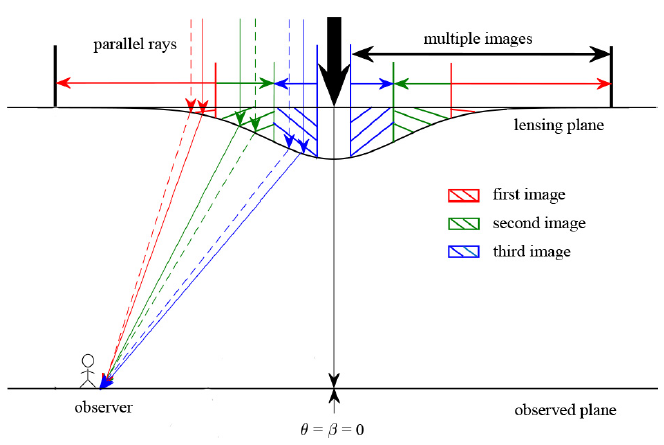 parallel rays
multiple images
lensing plane
first image
second image
third image
observer
observed plane
θ = β = 0